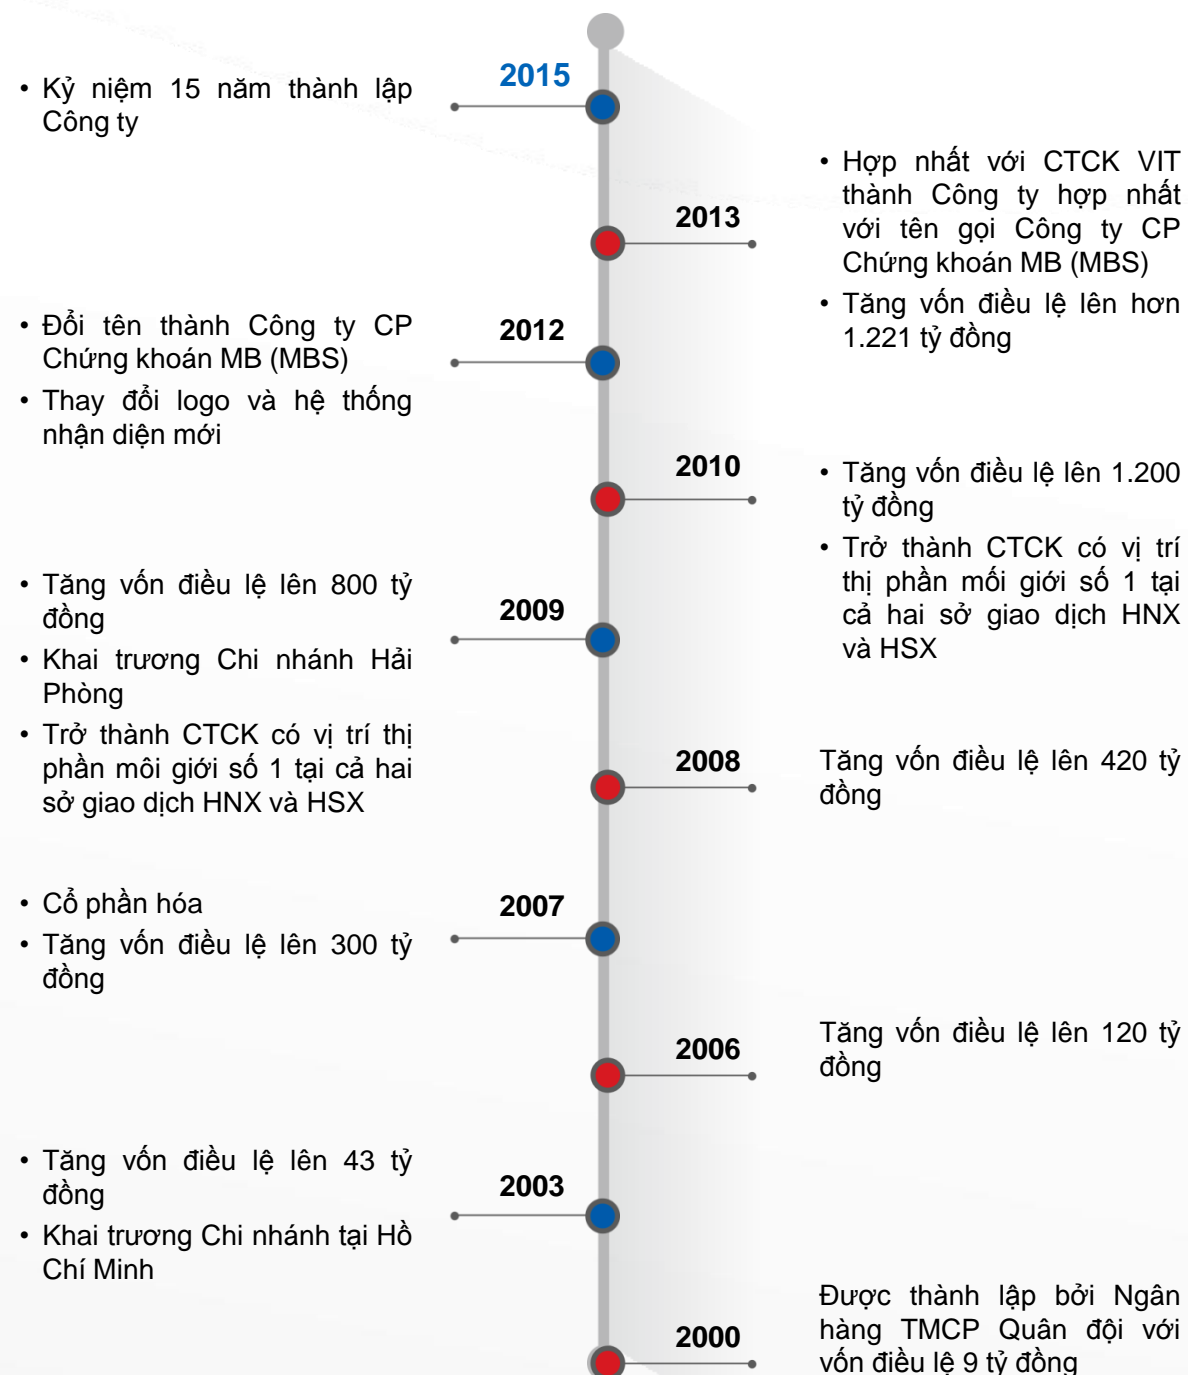 2015
• Kỷ niệm 15 năm thành lập
Công ty
2013
• Hợp nhất với CTCK VIT
thành Công ty hợp nhất
với tên gọi Công ty CP
Chứng khoán MB (MBS)
• Tăng vốn điều lệ lên hơn
1.221 tỷ đồng
2012
• Đổi tên thành Công ty CP
Chứng khoán MB (MBS)
• Thay đổi logo và hệ thống
nhận diện mới
2010
• Tăng vốn điều lệ lên 1.200
tỷ đồng
• Trở thành CTCK có vị trí
thị phần mối giới số 1 tại
cả hai sở giao dịch HNX
và HSX
2009
• Tăng vốn điều lệ lên 800 tỷ
đồng
• Khai trương Chi nhánh Hải
Phòng
• Trở thành CTCK có vị trí thị
phần môi giới số 1 tại cả hai
sở giao dịch HNX và HSX
2008
Tăng vốn điều lệ lên 420 tỷ
đồng
2007
• Cổ phần hóa
• Tăng vốn điều lệ lên 300 tỷ
đồng
2006
Tăng vốn điều lệ lên 120 tỷ
đồng
2003
• Tăng vốn điều lệ lên 43 tỷ
đồng
• Khai trương Chi nhánh tại Hồ
Chí Minh
2000
Được thành lập bởi Ngân
hàng TMCP Quân đội với
vốn điều lệ 9 tỷ đồng